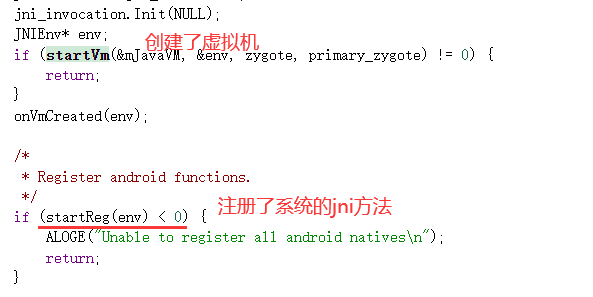 jni_invocation.Init(NULL);
JNIEnv* env;
创建了虚拟机
if (startVm(&mJavaVM, &env, zygote, primary_zygote) != 0) {
return;
}
onVmCreated(env);
/*
* Register android functions.
*/
if (startReg(env) < 0) {
注册了系统的jni方法
ALOGE("Unable to register all android natives\n");
return;
}